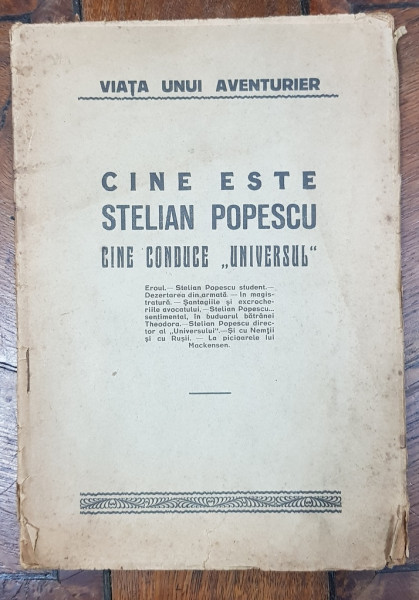 VIAȚA UNUI AVENTURIER
CINE ESTE
STELIAN POPESCU
CINE CONDUCE „UNIVERSUL"
Eroul.— Stelian Popescu student.—
Dezertarea din armată. — In magis-
tratură. — Șantagiile și excroche-
riile avocatului. — Stelian Popescu...
sentimental, în buduarul bătrânei
Theodora.—Stelian Popescu direc-
tor al „Universului".—Și cu Nemții
și cu Rușii. — La picioarele lui
Mackensen.